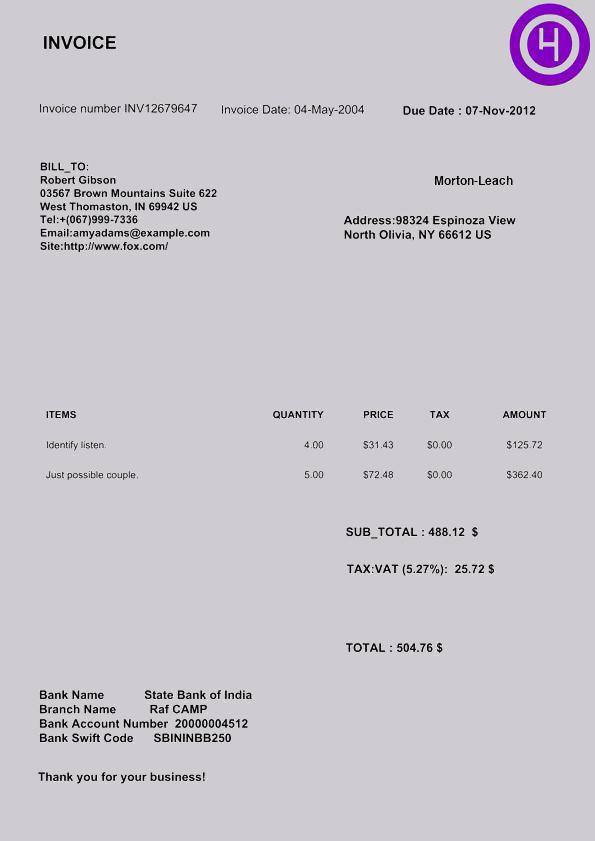 INVOICE
Invoice number INV12679647 Invoice Date: 04-May-2004 Due Date : 07-Nov-2012
BILL_TO:
Robert Gibson
03567 Brown Mountains Suite 622
West Thomaston, IN 69942 US
Tel:+(067)999-7336
Email:amyadams@example.com
Site:http://www.fox.com/
Morton-Leach
Address:98324 Espinoza View
North Olivia, NY 66612 US
ITEMS QUANTITY PRICE TAX AMOUNT
Identify listen. 4.00 $31.43 $0.00 $125.72
Just possible couple. 5.00 $72.48 $0.00 $362.40
SUB_TOTAL : 488.12 $
TAX:VAT (5.27%): 25.72 $
TOTAL : 504.76 $
Bank Name State Bank of India
Branch Name Raf CAMP
Bank Account Number 20000004512
Bank Swift Code SBININBB250
Thank you for your business!